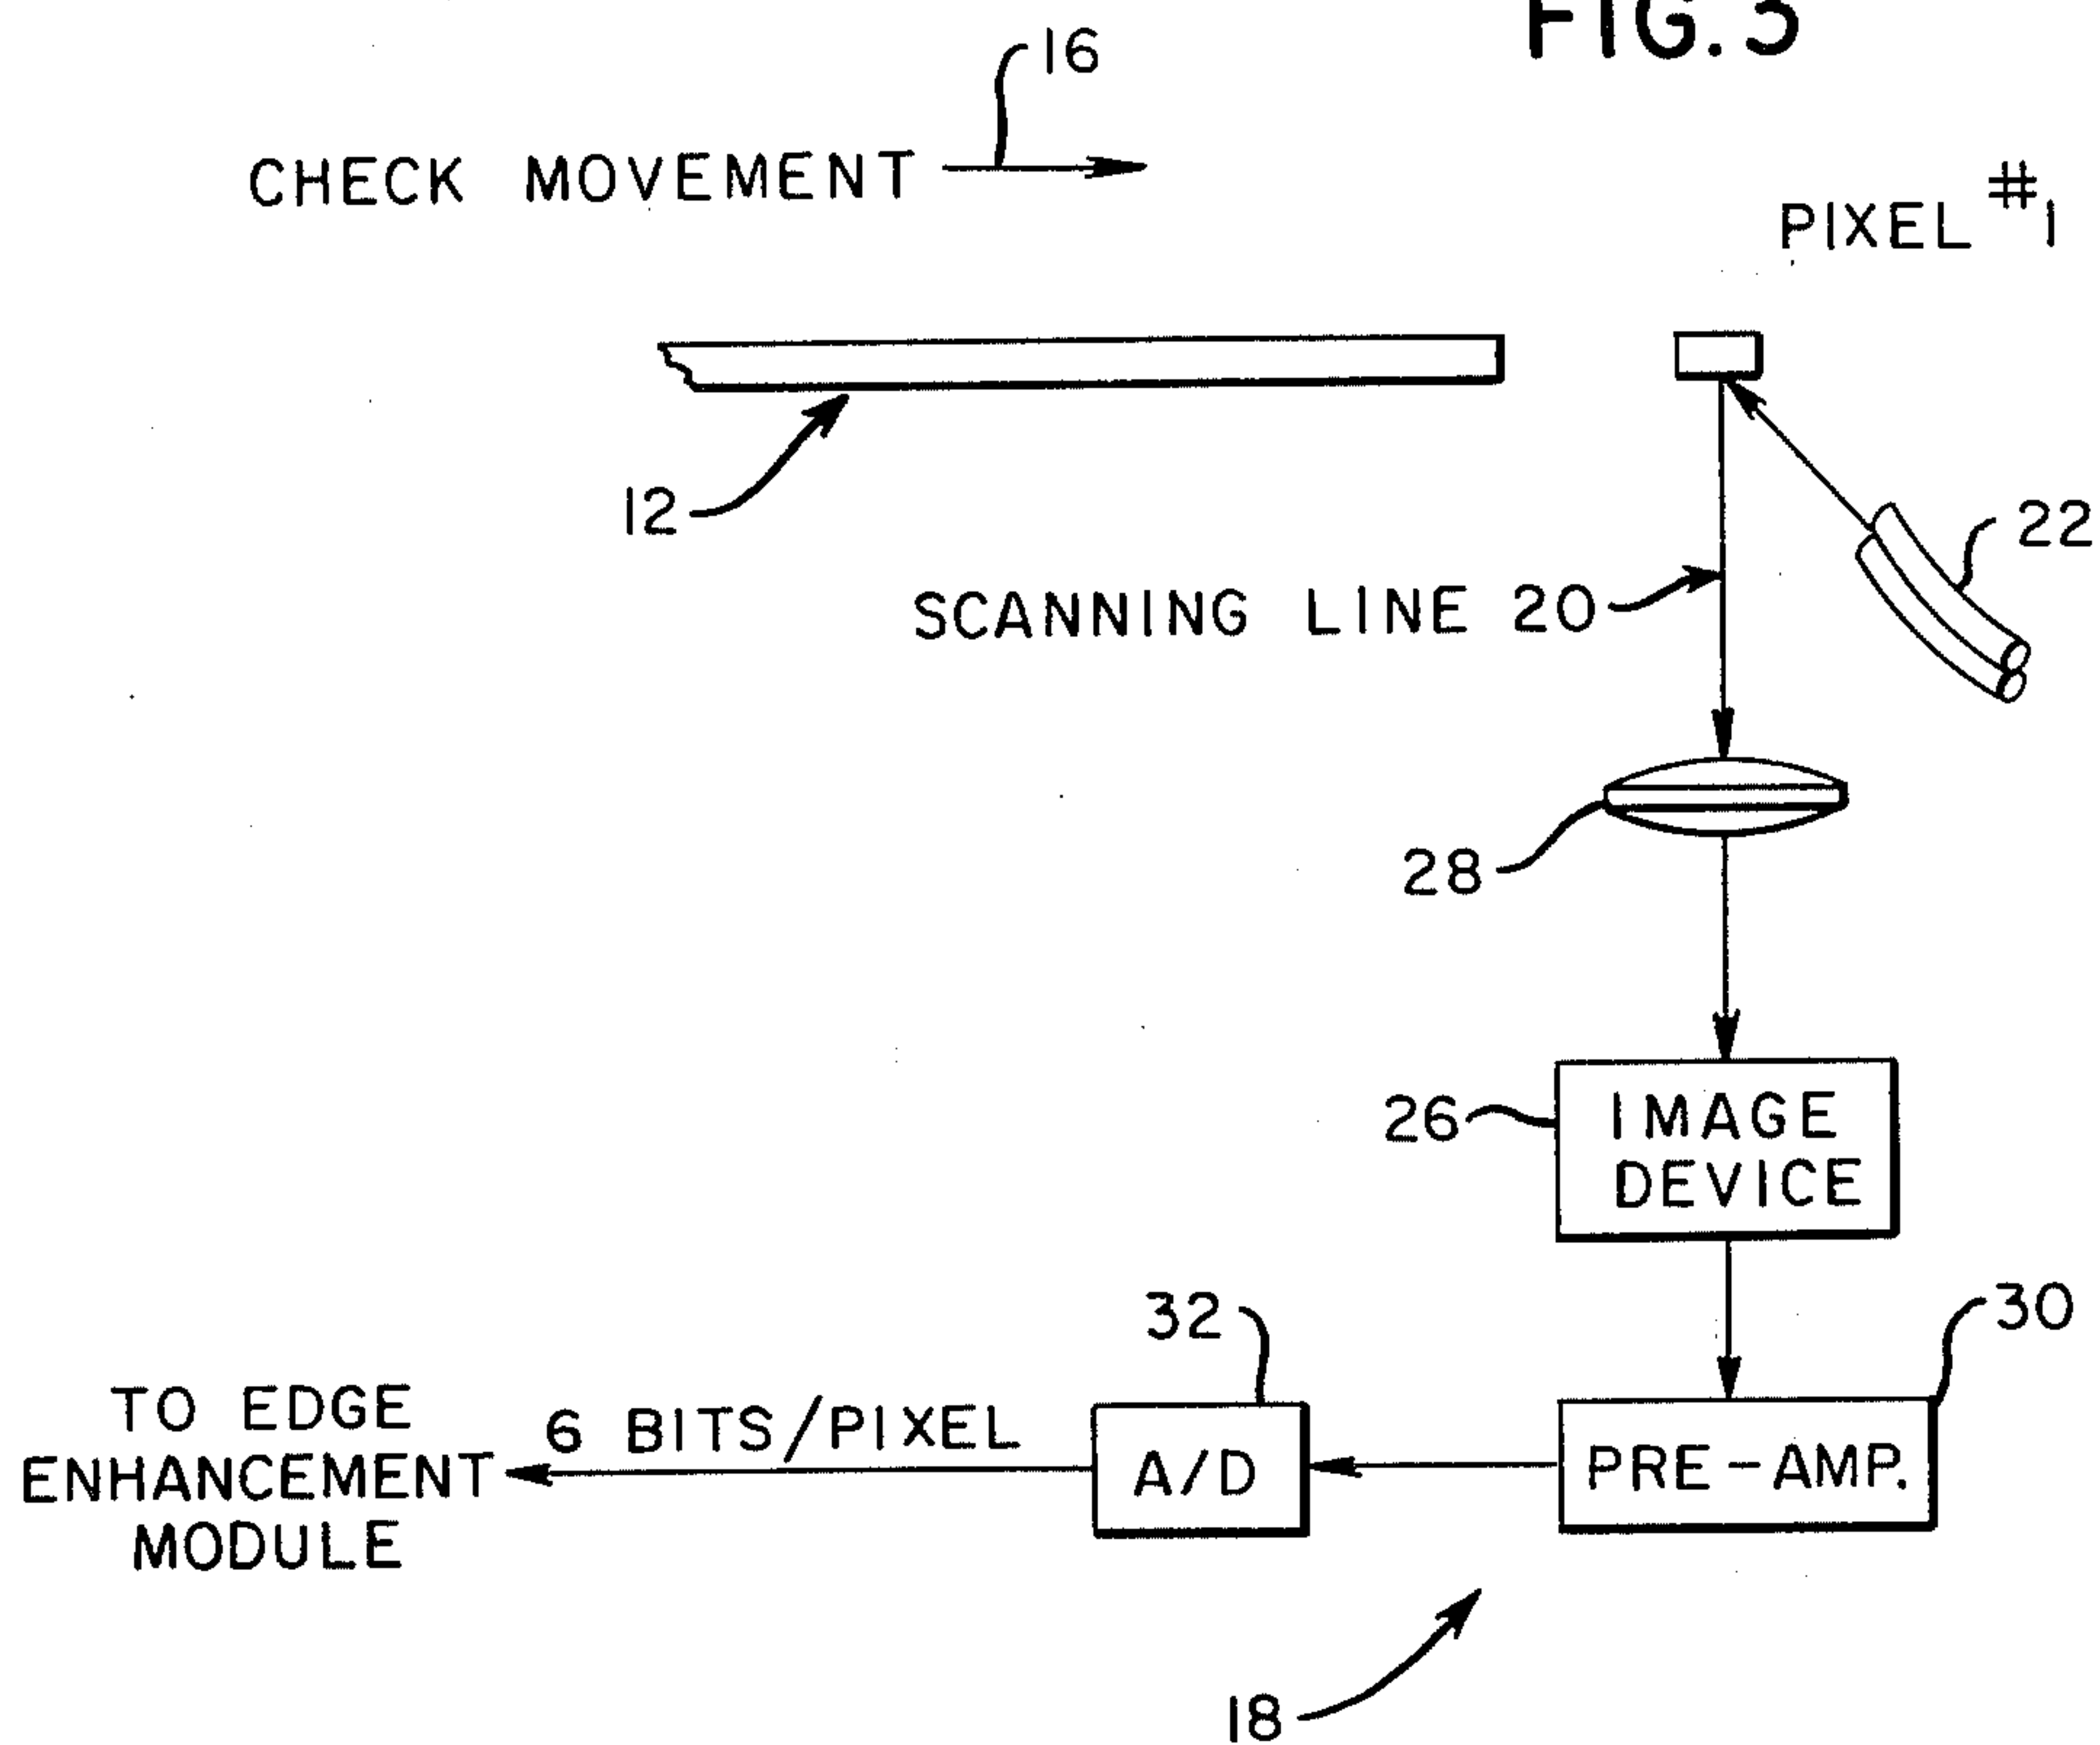 FIG. 3
16
CHECK MOVEMENT
PIXEL #1
12
22
SCANNING LINE 20
28
26
IMAGE
DEVICE
32
30
TO EDGE
ENHANCEMENT
MODULE
6 BITS/PIXEL
A/D
PRE-AMP.
18